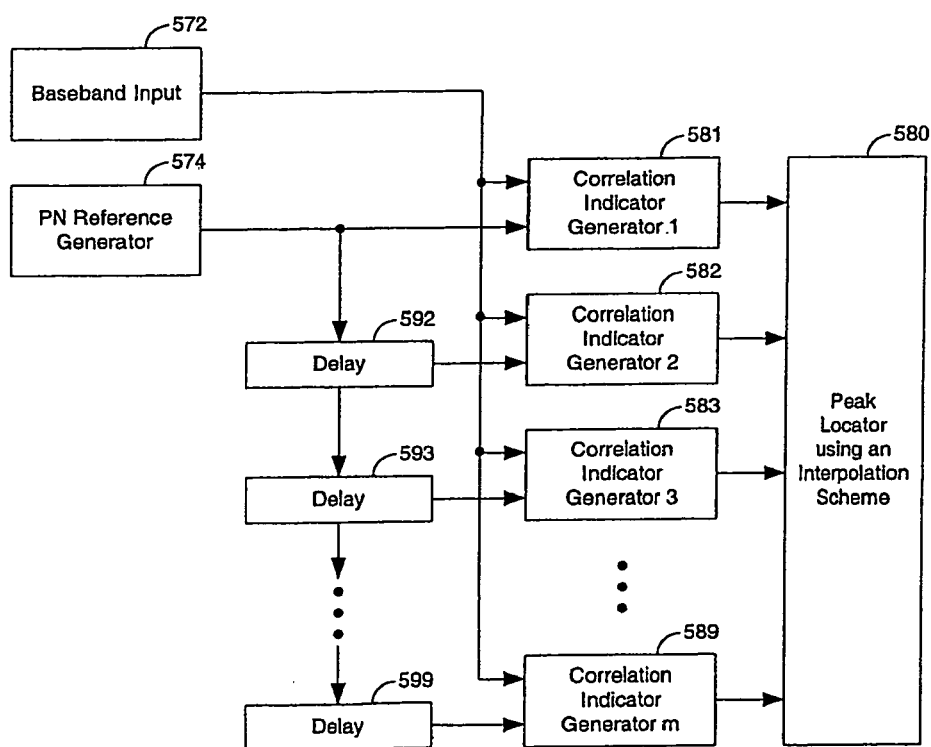 572
Baseband Input
574
PN Reference
Generator
581
Correlation
Indicator
Generator.1
580
Peak
Locator
using an
Interpolation
Scheme
582
Correlation
Indicator
Generator 2
592
Delay
583
Correlation
Indicator
Generator 3
593
Delay
589
Correlation
Indicator
Generator m
599
Delay